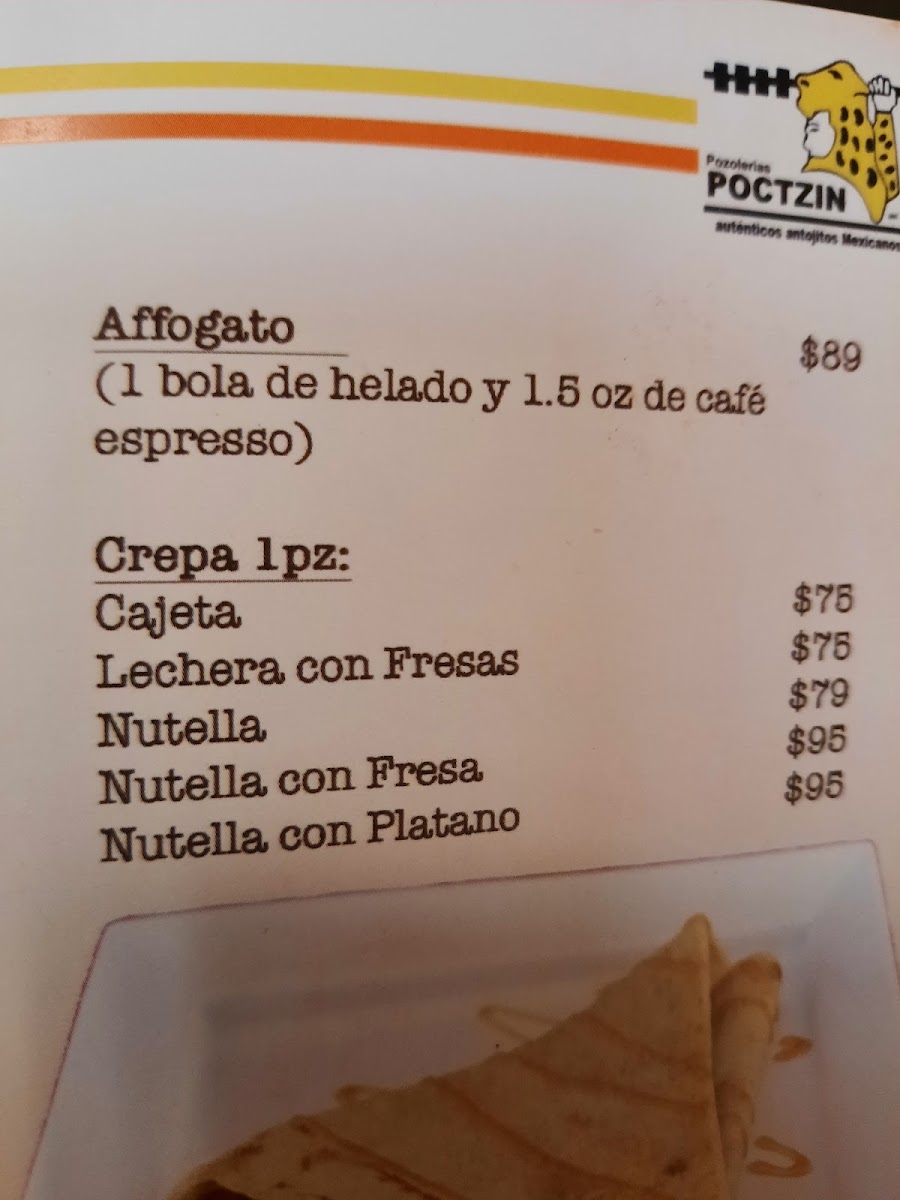 Pozolerias
POCTZIN
auténticos antojitos Mexicanos
Affogato $89
(1 bola de helado y 1.5 oz de café
espresso)
Crepa 1pz:
Cajeta $75
Lechera con Fresas $75
Nutella $79
Nutella con Fresa $95
Nutella con Platano $95